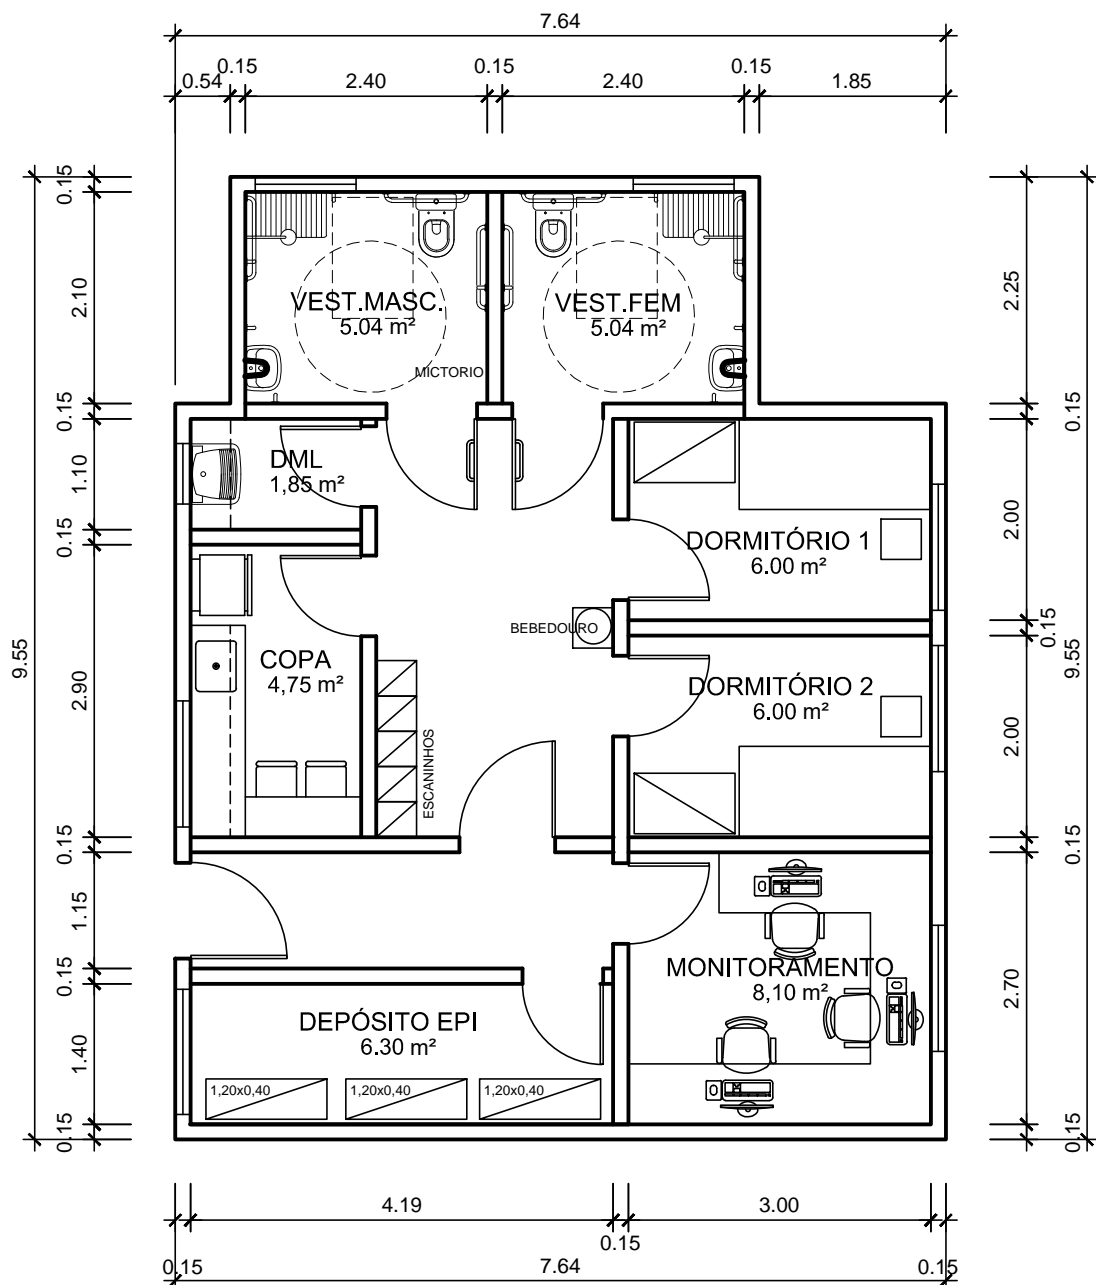 7.64
0.15
0.15
0.15
0.54
2.40
2.40
1.85
0.15
2.10
0.15
1.10
0.15
2.90
0.15
1.15
0.15
1.40
0.15
9.55
VEST.MASC.
5.04 m²
MICTORIO
VEST.FEM
5.04 m²
DML
1,85 m²
DORMITÓRIO 1
6.00 m²
BEBEDOURO
COPA
4,75 m²
DORMITÓRIO 2
6.00 m²
ESCANINHOS
MONITORAMENTO
8,10 m²
DEPÓSITO EPI
6.30 m²
1,20x0,40
1,20x0,40
1,20x0,40
2.25
0.15
2.00
0.15
2.00
0.15
2.70
0.15
9.55
4.19
3.00
0.15
0.15
7.64
0.15